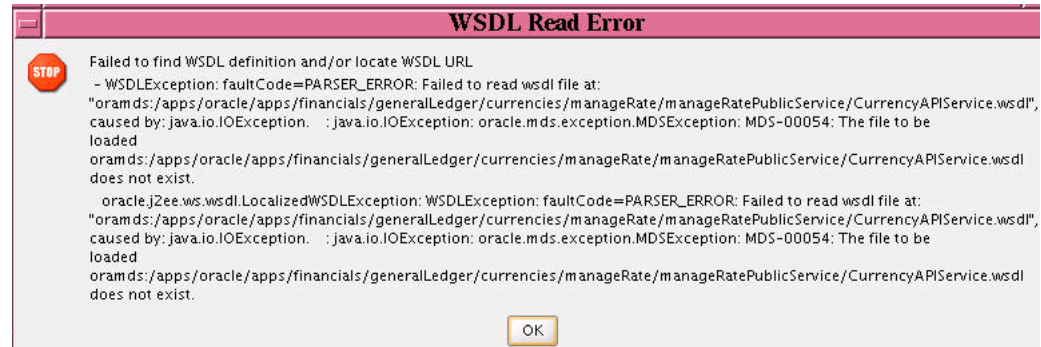 WSDL Read Error
STOP
Failed to find WSDL definition and/or locate WSDL URL
- WSDLException: faultCode=PARSER_ERROR: Failed to read wsdl file at:
"oramds:/apps/oracle/apps/financials/generalLedger/currencies/manageRate/manageRatePublicService/CurrencyAPIService.wsdl",
caused by: java.io.IOException. : java.io.IOException: oracle.mds.exception.MDSException: MDS-00054: The file to be
loaded
oramds:/apps/oracle/apps/financials/generalLedger/currencies/manageRate/manageRatePublicService/CurrencyAPIService.wsdl
does not exist.
oracle.j2ee.ws.wsdl.LocalizedWSDLException: WSDLException: faultCode=PARSER_ERROR: Failed to read wsdl file at:
"oramds:/apps/oracle/apps/financials/generalLedger/currencies/manageRate/manageRatePublicService/CurrencyAPIService.wsdl",
caused by: java.io.IOException. : java.io.IOException: oracle.mds.exception.MDSException: MDS-00054: The file to be
loaded
oramds:/apps/oracle/apps/financials/generalLedger/currencies/manageRate/manageRatePublicService/CurrencyAPIService.wsdl
does not exist.
OK